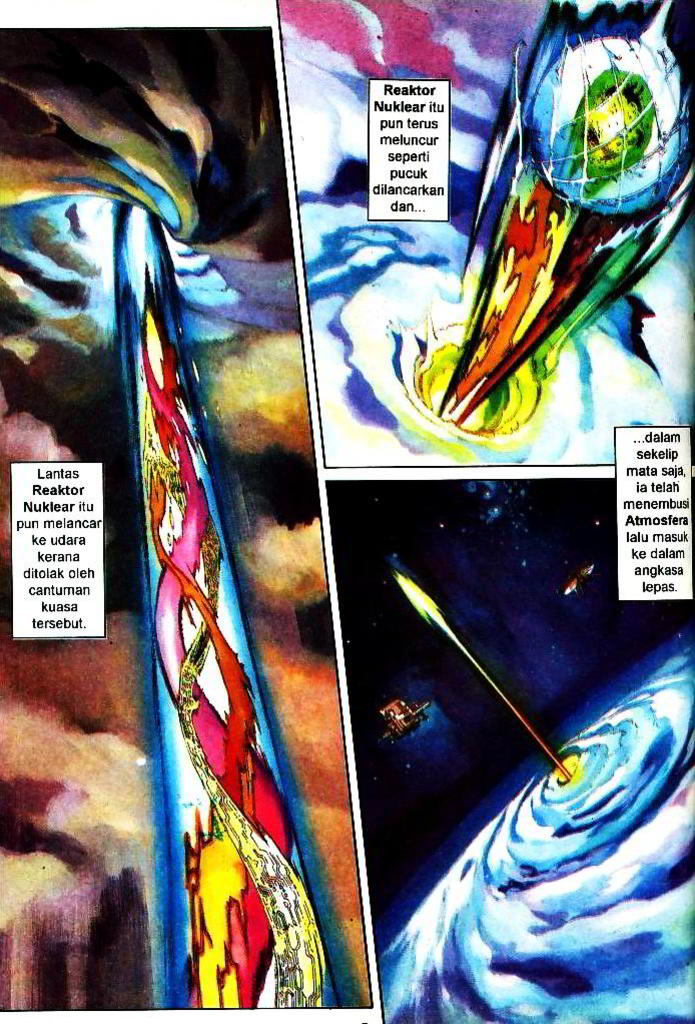 Lantas
Reaktor
Nuklear itu
pun melancar
ke udara
kerana
ditolak oleh
cantuman
kuasa
tersebut.
Reaktor
Nuklear itu
pun terus
meluncur
seperti
pucuk
dilancarkan
dan...
...dalam
sekelip
mata saja,
ia telah
menembusi
Atmosfera
lalu masuk
ke dalam
angkasa
lepas.